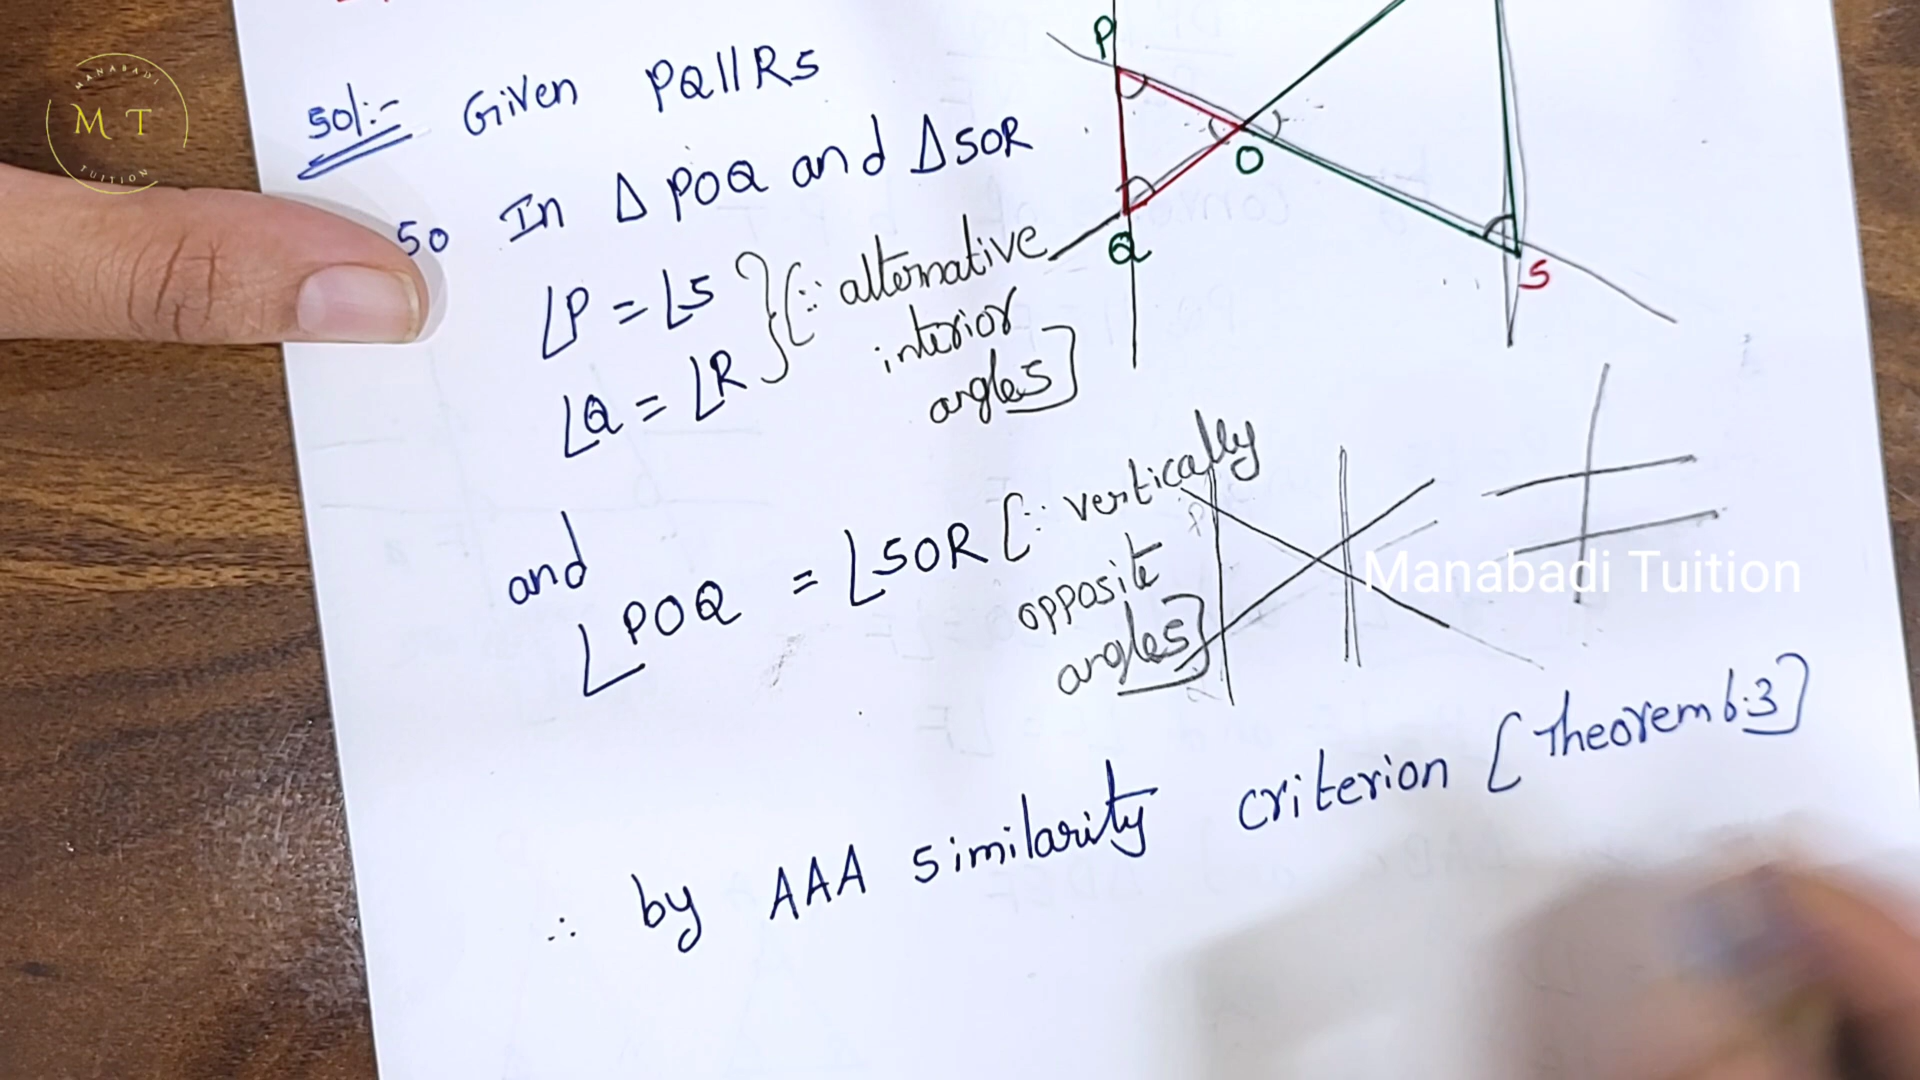 MANABADI
M T
TUITION
Sol:- Given PQ||RS
So In Δ POQ and ΔSOR
∠P = ∠S } [∵ alternative
∠Q = ∠R interior
angles]
and
∠POQ = ∠SOR [∵ vertically
opposite
angles]
∴ by AAA Similarity criterion [Theorem 6.3]
P
O
Q
S
Manabadi Tuition